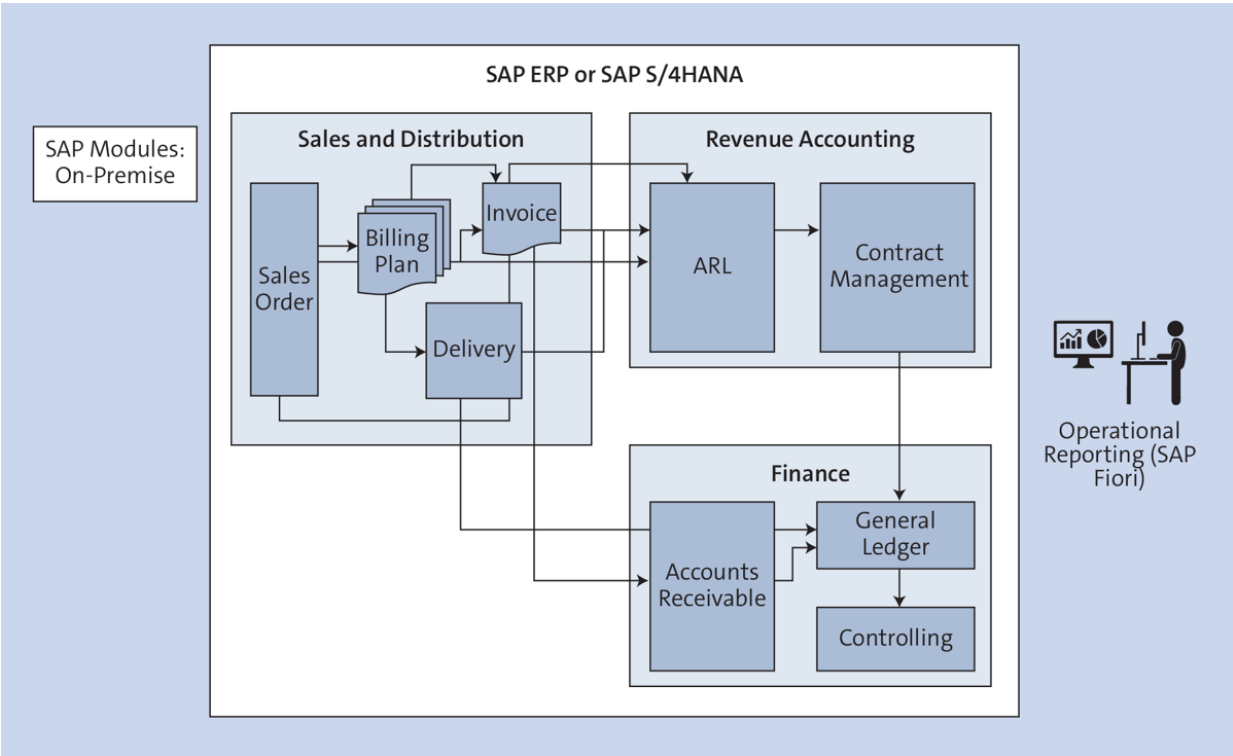 SAP ERP or SAP S/4HANA
SAP Modules:
On-Premise
Sales and Distribution
Sales
Order
Billing
Plan
Invoice
Delivery
Revenue Accounting
ARL
Contract
Management
Finance
Accounts
Receivable
General
Ledger
Controlling
Operational
Reporting (SAP
Fiori)